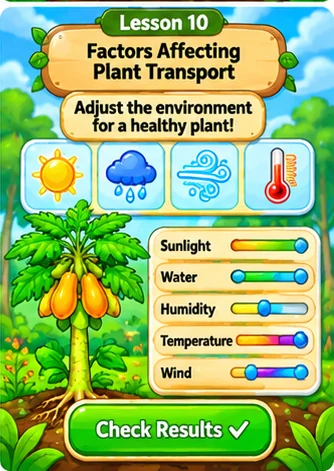 Lesson 10
Factors Affecting
Plant Transport
Adjust the environment
for a healthy plant!
Sunlight
Water
Humidity
Temperature
Wind
Check Results ✓